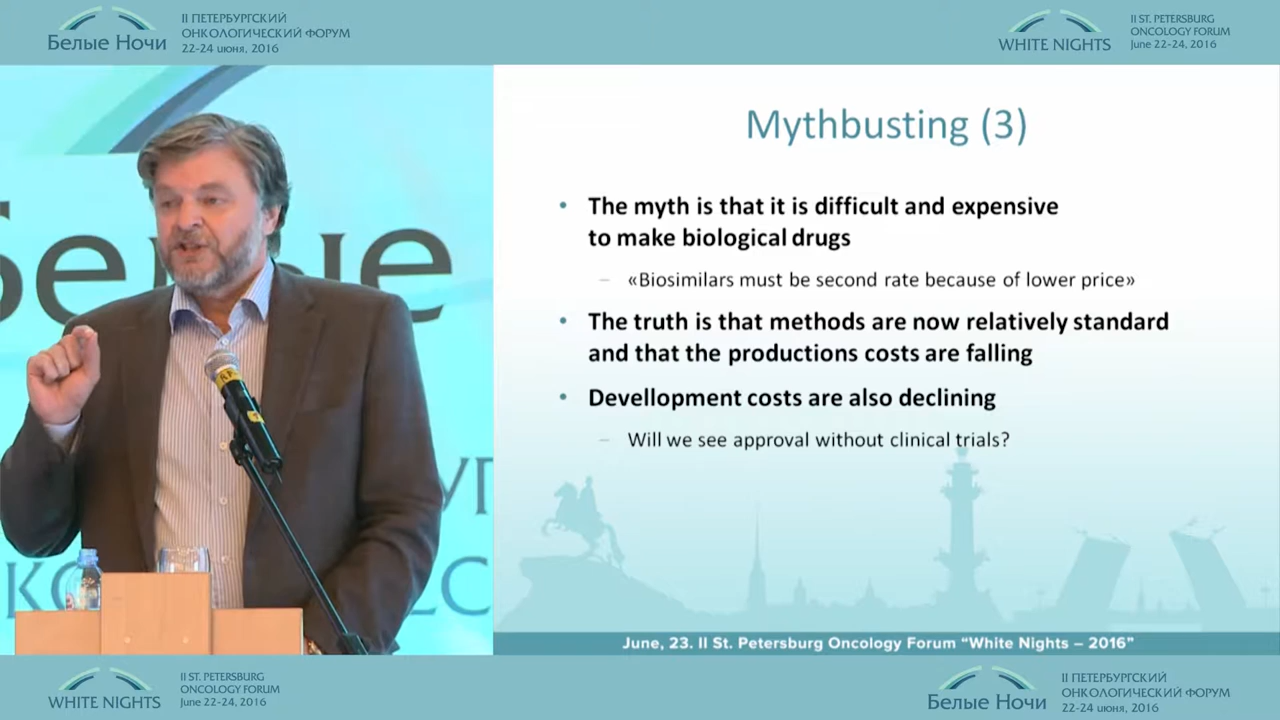 Белые Ночи
II ПЕТЕРБУРГСКИЙ
ОНКОЛОГИЧЕСКИЙ ФОРУМ
22-24 июня, 2016
WHITE NIGHTS
II ST. PETERSBURG
ONCOLOGY FORUM
June 22-24, 2016
Белые
Mythbusting (3)
• The myth is that it is difficult and expensive
to make biological drugs
– «Biosimilars must be second rate because of lower price»
• The truth is that methods are now relatively standard
and that the productions costs are falling
• Devellopment costs are also declining
– Will we see approval without clinical trials?
June, 23. II St. Petersburg Oncology Forum “White Nights – 2016”
WHITE NIGHTS
II ST. PETERSBURG
ONCOLOGY FORUM
June 22-24, 2016
Белые Ночи
II ПЕТЕРБУРГСКИЙ
ОНКОЛОГИЧЕСКИЙ ФОРУМ
22-24 июня, 2016